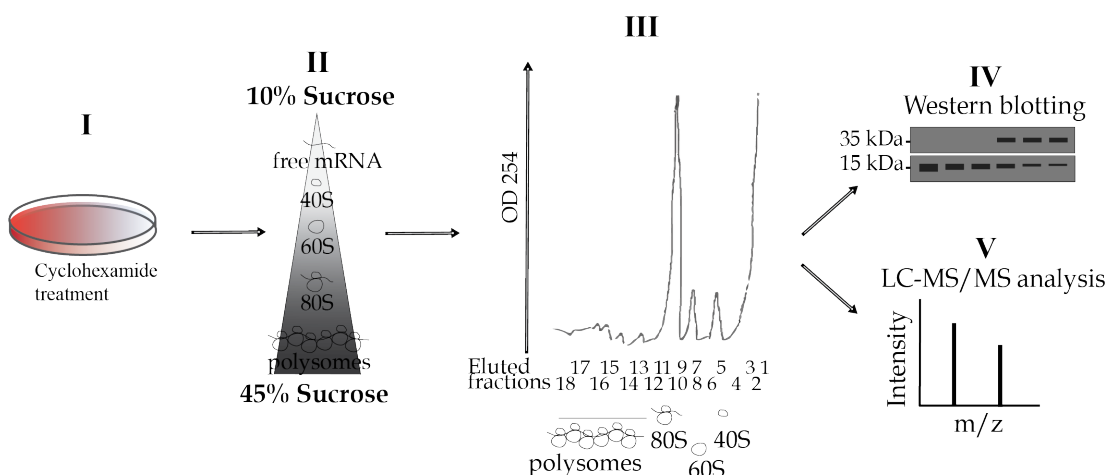 I
Cyclohexamide
treatment
II
10% Sucrose
free mRNA
40S
60S
80S
polysomes
45% Sucrose
III
OD 254
Eluted 17 15 13 11 9 7 5 3 1
fractions 18 16 14 12 10 8 6 4 2
80S 40S
60S
polysomes
IV
Western blotting
35 kDa
15 kDa
V
LC-MS/MS analysis
Intensity
m/z